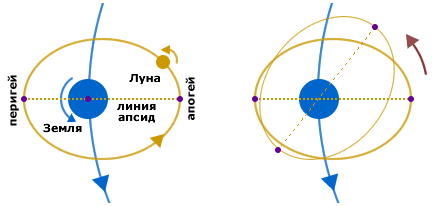 перигей
Луна
линия
апсид
Земля
апогей